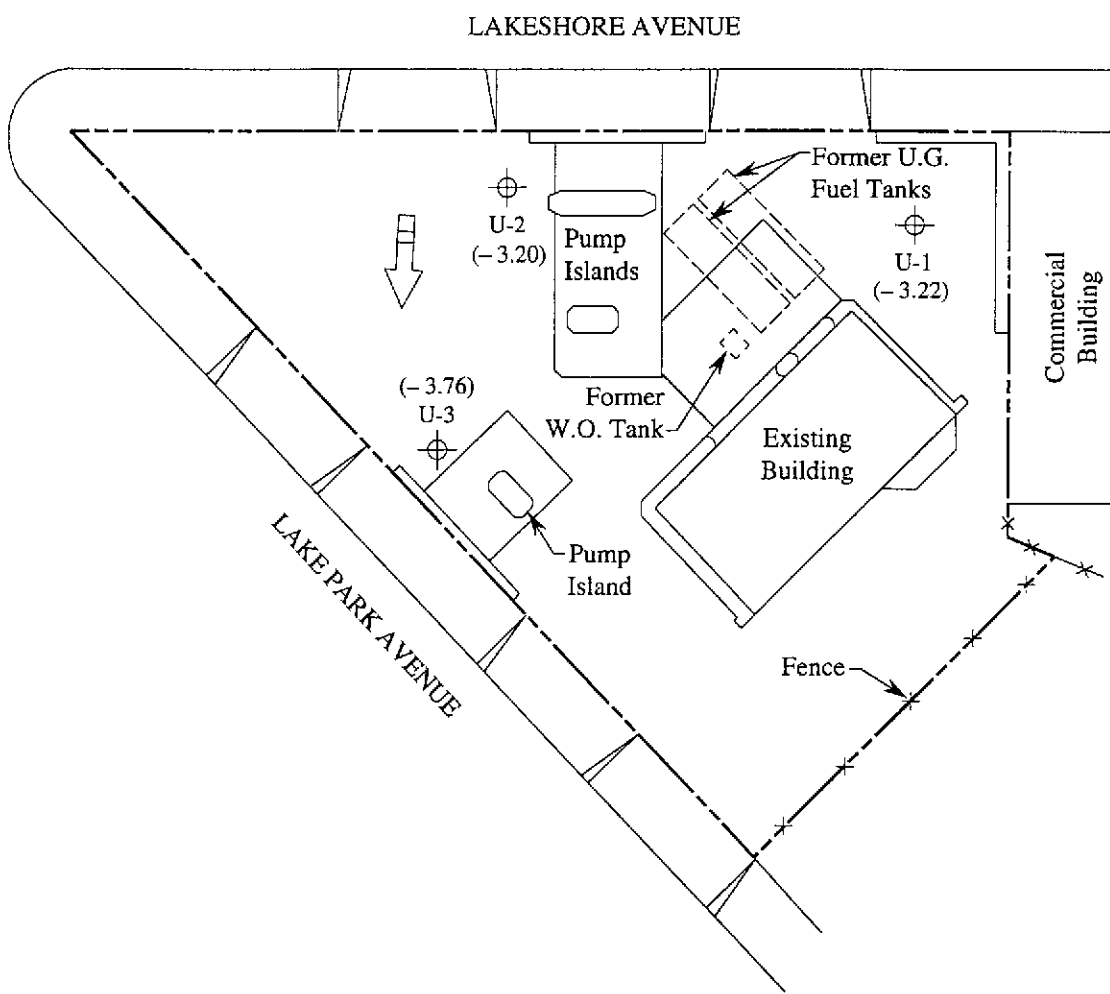 LAKESHORE AVENUE
Former U.G.
Fuel Tanks
U-2
(– 3.20)
Pump
Islands
U-1
(– 3.22)
Commercial
Building
(– 3.76)
U-3
Former
W.O. Tank
Existing
Building
Pump
Island
LAKE PARK AVENUE
Fence